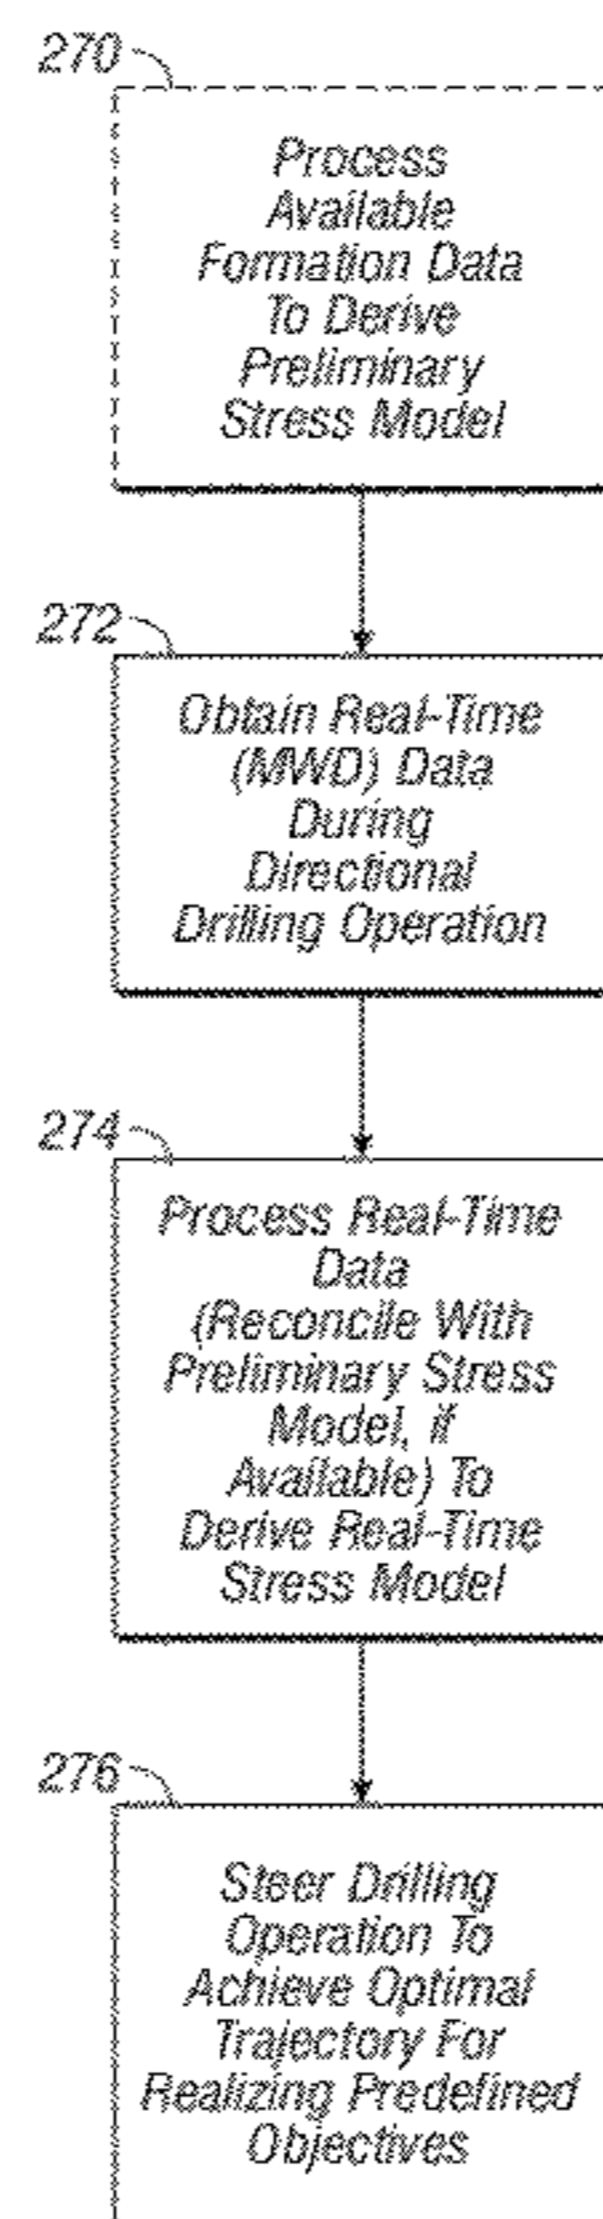 270
Process
Available
Formation Data
To Derive
Preliminary
Stress Model
272
Obtain Real-Time
(MWD) Data
During
Directional
Drilling Operation
274
Process Real-Time
Data
(Reconcile With
Preliminary Stress
Model, if
Available) To
Derive Real-Time
Stress Model
276
Steer Drilling
Operation To
Achieve Optimal
Trajectory For
Realizing Predefined
Objectives